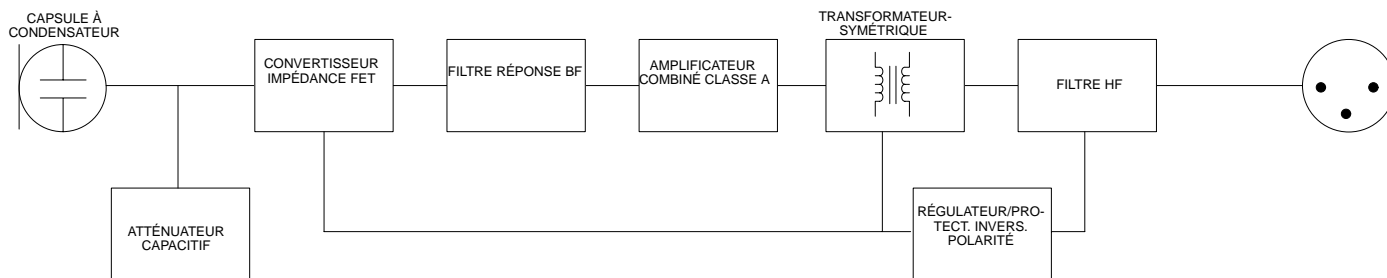 CAPSULE À
CONDENSATEUR
CONVERTISSEUR
IMPÉDANCE FET
FILTRE RÉPONSE BF
AMPLIFICATEUR
COMBINÉ CLASSE A
TRANSFORMATEUR-
SYMÉTRIQUE
FILTRE HF
ATTÉNUATEUR
CAPACITIF
RÉGULATEUR/PRO-
TECT. INVERS.
POLARITÉ